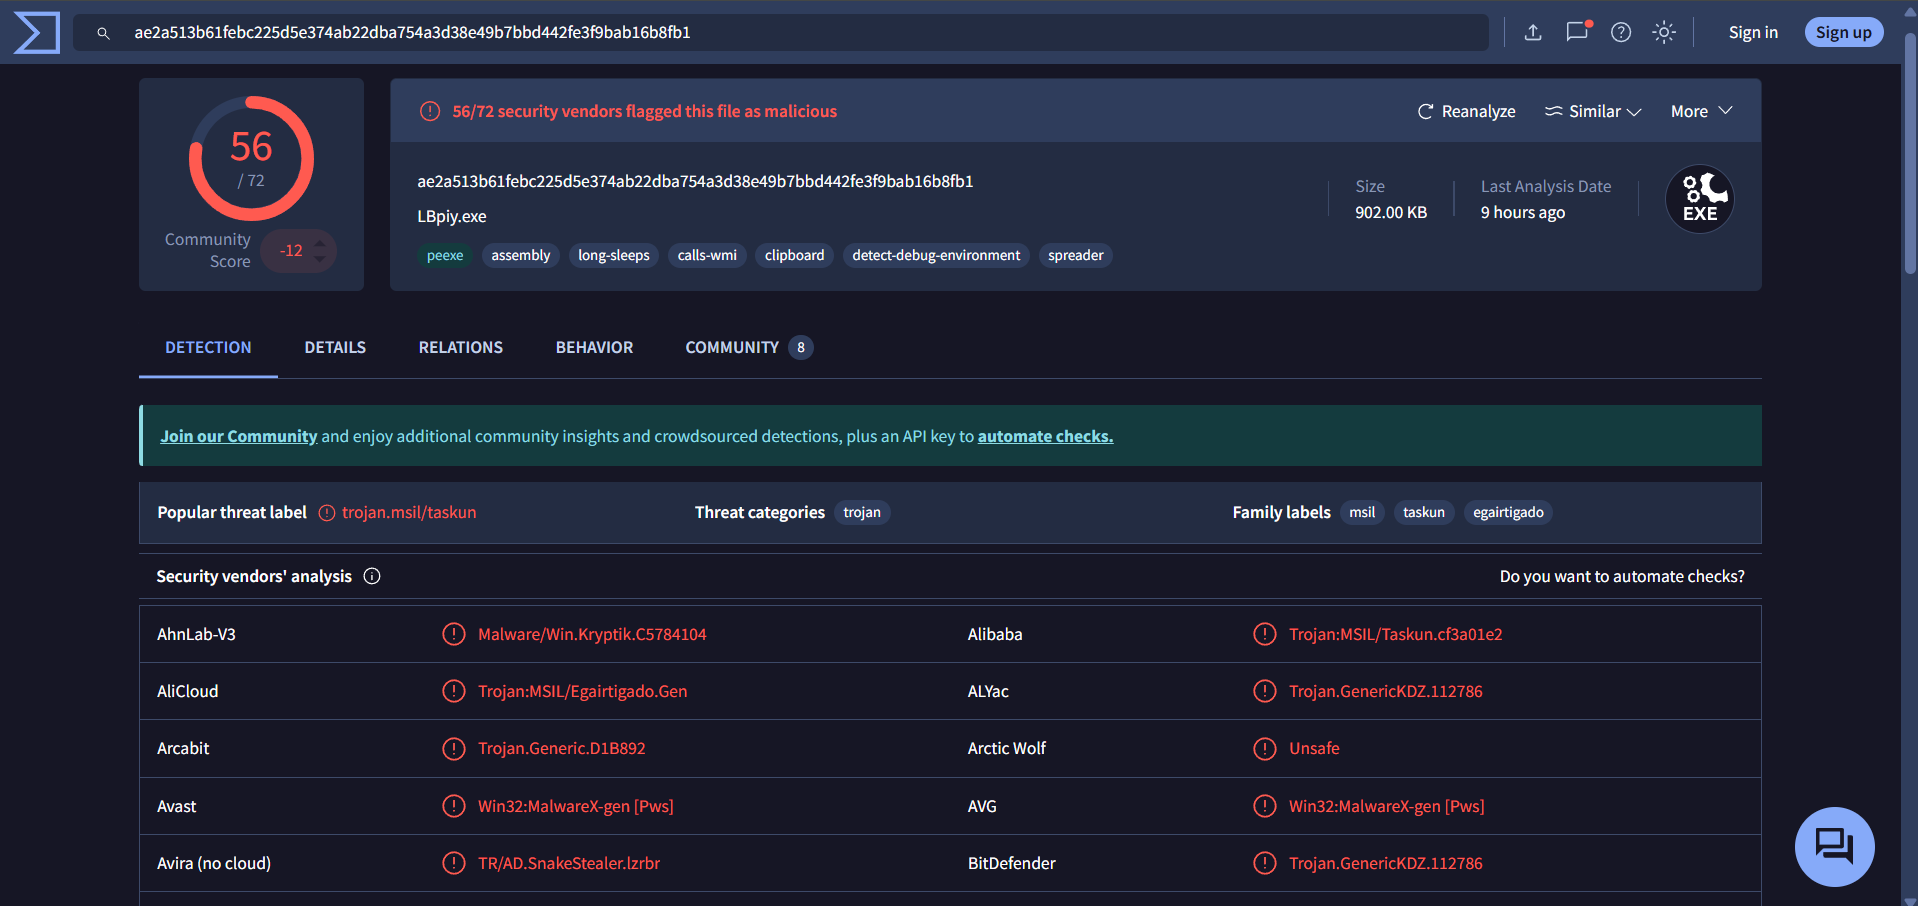 ae2a513b61febc225d5e374ab22dba754a3d38e49b7bbd442fe3f9bab16b8fb1
Sign in
Sign up
56
/ 72
Community
Score
-12
56/72 security vendors flagged this file as malicious
Reanalyze
Similar
More
ae2a513b61febc225d5e374ab22dba754a3d38e49b7bbd442fe3f9bab16b8fb1
LBpiy.exe
Size
902.00 KB
Last Analysis Date
9 hours ago
EXE
peexe
assembly
long-sleeps
calls-wmi
clipboard
detect-debug-environment
spreader
DETECTION
DETAILS
RELATIONS
BEHAVIOR
COMMUNITY 8
Join our Community and enjoy additional community insights and crowdsourced detections, plus an API key to automate checks.
Popular threat label trojan.msil/taskun
Threat categories trojan
Family labels msil taskun egairtigado
Security vendors' analysis
Do you want to automate checks?
AhnLab-V3 Malware/Win.Kryptik.C5784104
Alibaba Trojan:MSIL/Taskun.cf3a01e2
AliCloud Trojan:MSIL/Egairtigado.Gen
ALYac Trojan.GenericKDZ.112786
Arcabit Trojan.Generic.D1B892
Arctic Wolf Unsafe
Avast Win32:MalwareX-gen [Pws]
AVG Win32:MalwareX-gen [Pws]
Avira (no cloud) TR/AD.SnakeStealer.lzrbr
BitDefender Trojan.GenericKDZ.112786